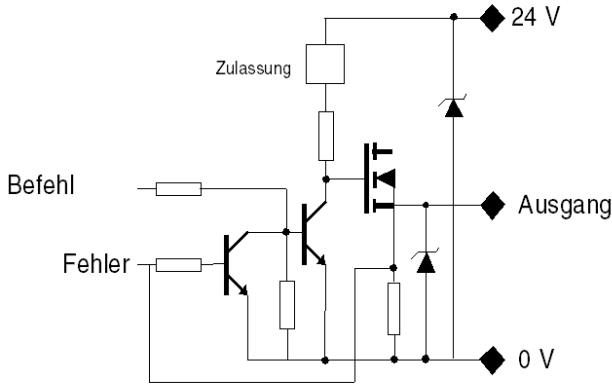 24 V
Zulassung
Befehl
Ausgang
Fehler
0 V